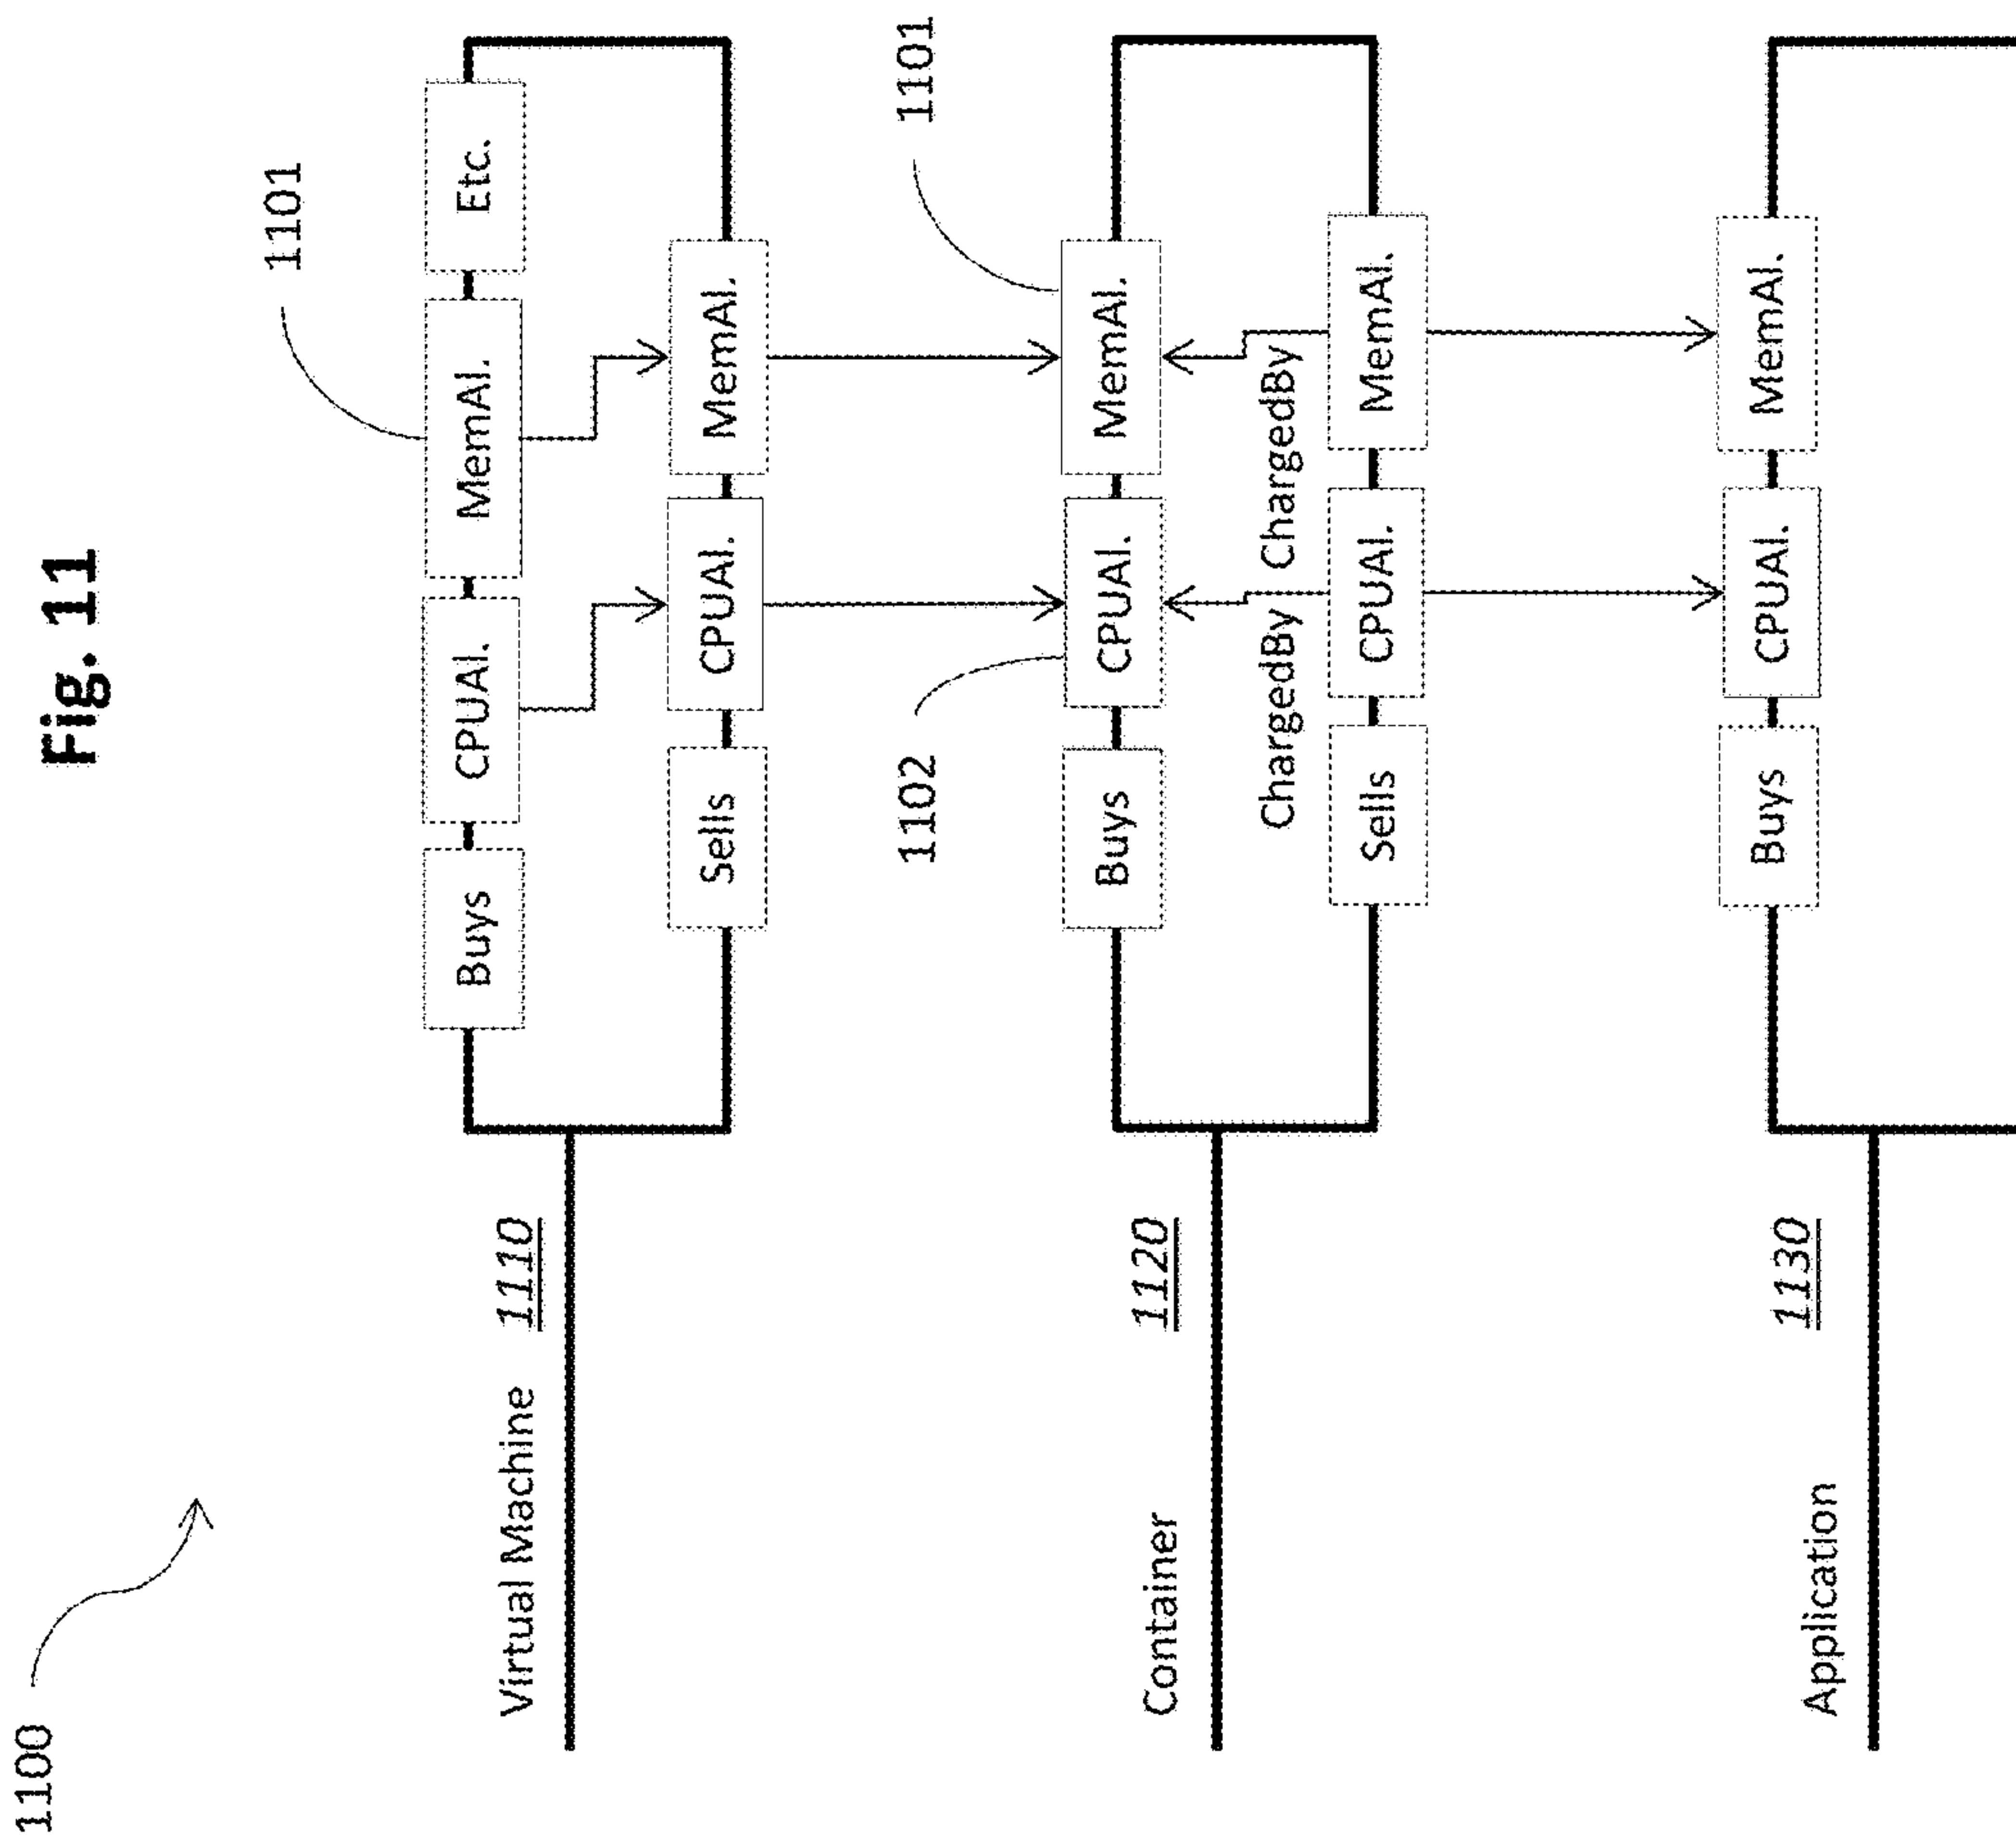 1100
Fig. 11
1101
Buys CPUAl. MemAl. Etc.
Virtual Machine 1110
Sells CPUAl. MemAl.
1102 1101
Buys CPUAl. MemAl.
Container 1120
ChargedBy ChargedBy
Sells CPUAl. MemAl.
Buys CPUAl. MemAl.
Application 1130